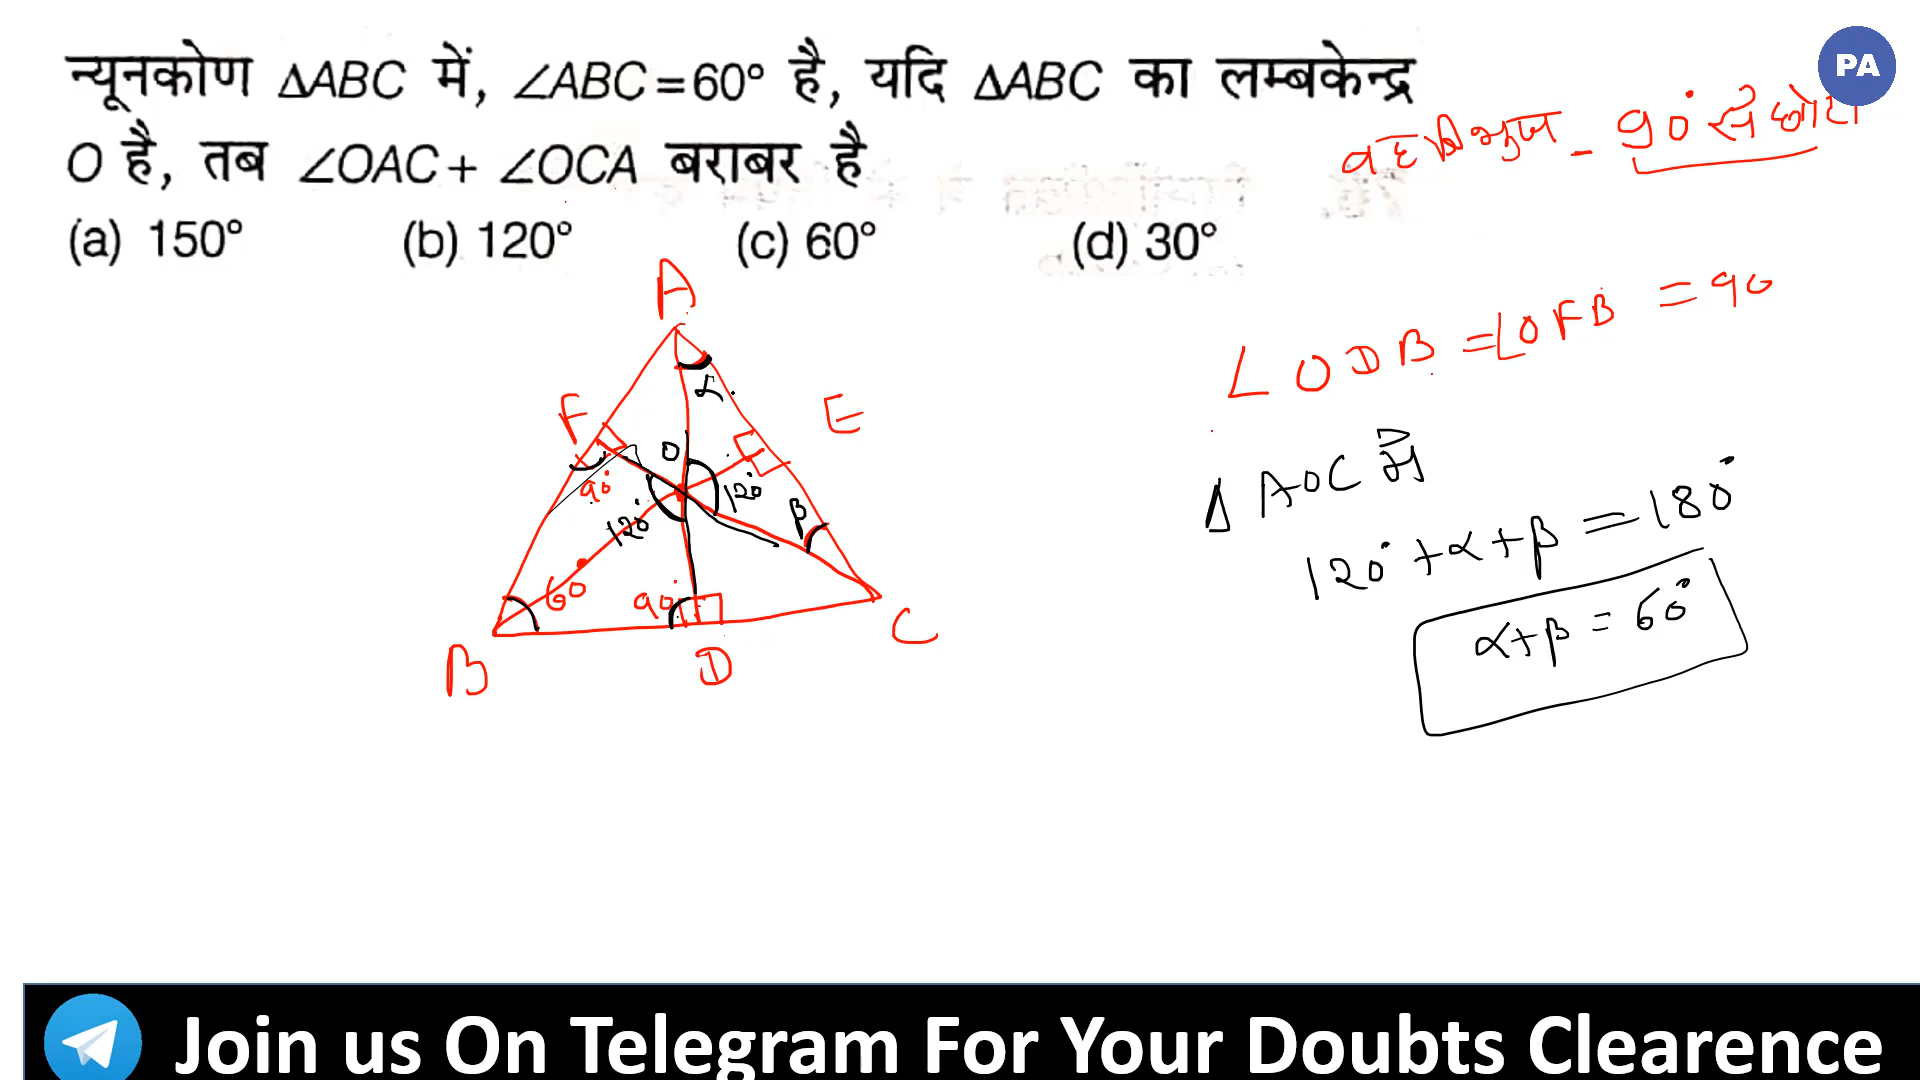 न्यूनकोण ΔABC में, ∠ABC=60° है, यदि ΔABC का लम्बकेन्द्र
O है, तब ∠OAC+ ∠OCA बराबर है
(a) 150° (b) 120° (c) 60° (d) 30°
PA
वह त्रिभुज - 90° से छोटा
A
α
F
E
O
90°
120°
120°
β
60
90°
B
D
C
∠ODB = ∠OFB = 90
Δ AOC में
120° + α + β = 180°
α + β = 60°
Join us On Telegram For Your Doubts Clearence